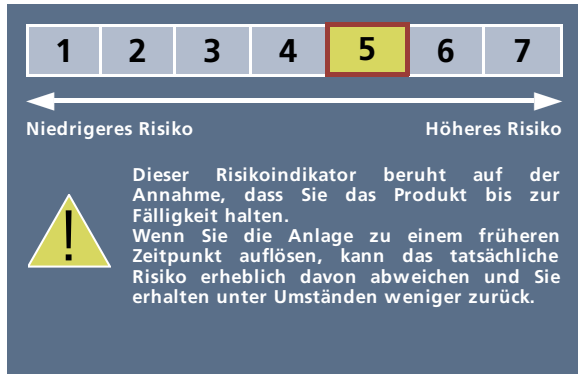 1 2 3 4 5 6 7
Niedrigeres Risiko Höheres Risiko
Dieser Risikoindikator beruht auf der
Annahme, dass Sie das Produkt bis zur
Fälligkeit halten.
Wenn Sie die Anlage zu einem früheren
Zeitpunkt auflösen, kann das tatsächliche
Risiko erheblich davon abweichen und Sie
erhalten unter Umständen weniger zurück.
!